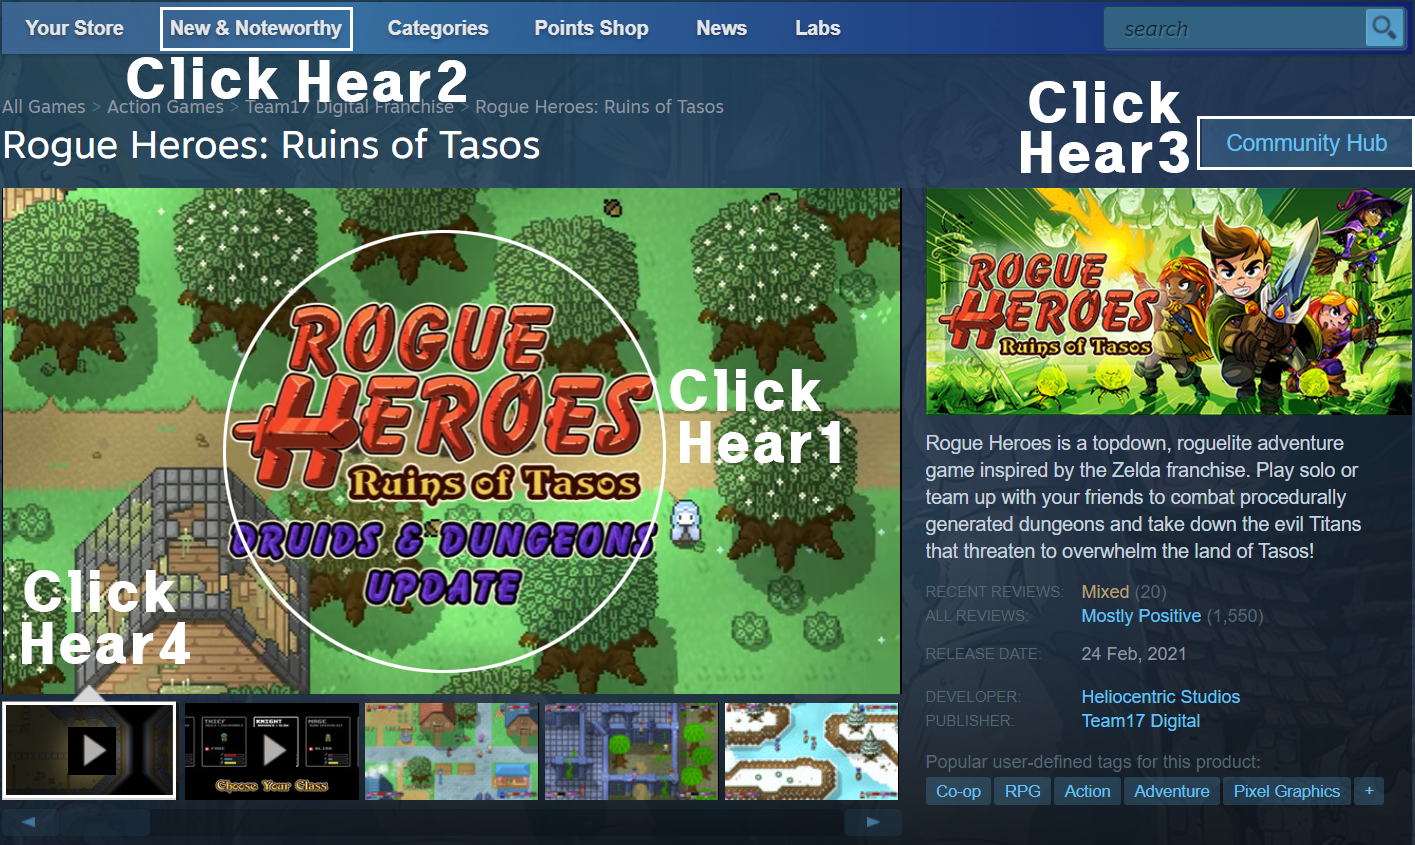 Your Store New & Noteworthy Categories Points Shop News Labs search
Click Hear2
All Games > Action Games > Team17 Digital Franchise > Rogue Heroes: Ruins of Tasos
Rogue Heroes: Ruins of Tasos
Click
Hear3
Community Hub
ROGUE
HEROES
Ruins of Tasos
DRUIDS & DUNGEONS
UPDATE
Click
Hear1
Click
Hear4
THIEF
KNIGHT
MAGE
Choose Your Class
ROGUE
HEROES
Ruins of Tasos
Rogue Heroes is a topdown, roguelite adventure
game inspired by the Zelda franchise. Play solo or
team up with your friends to combat procedurally
generated dungeons and take down the evil Titans
that threaten to overwhelm the land of Tasos!
RECENT REVIEWS: Mixed (20)
ALL REVIEWS: Mostly Positive (1,550)
RELEASE DATE: 24 Feb, 2021
DEVELOPER: Heliocentric Studios
PUBLISHER: Team17 Digital
Popular user-defined tags for this product:
Co-op RPG Action Adventure Pixel Graphics +